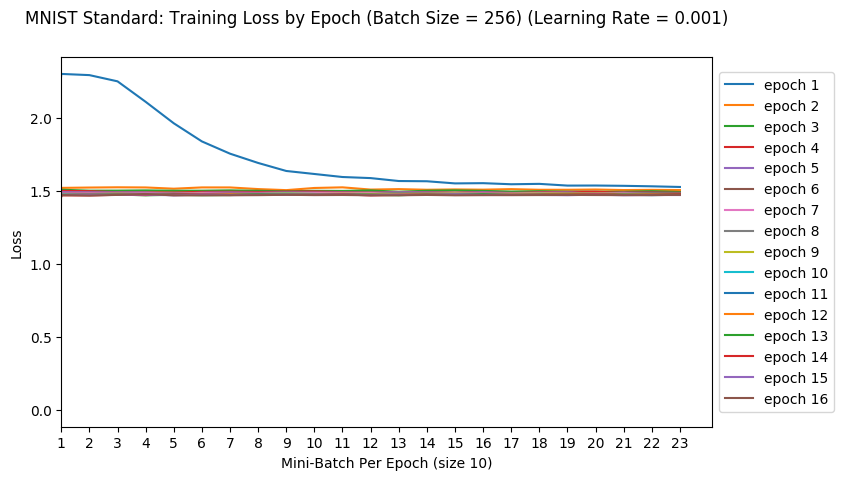 MNIST Standard: Training Loss by Epoch (Batch Size = 256) (Learning Rate = 0.001)
2.0
1.5
1.0
0.5
0.0
Loss
1 2 3 4 5 6 7 8 9 10 11 12 13 14 15 16 17 18 19 20 21 22 23
Mini-Batch Per Epoch (size 10)
epoch 1
epoch 2
epoch 3
epoch 4
epoch 5
epoch 6
epoch 7
epoch 8
epoch 9
epoch 10
epoch 11
epoch 12
epoch 13
epoch 14
epoch 15
epoch 16